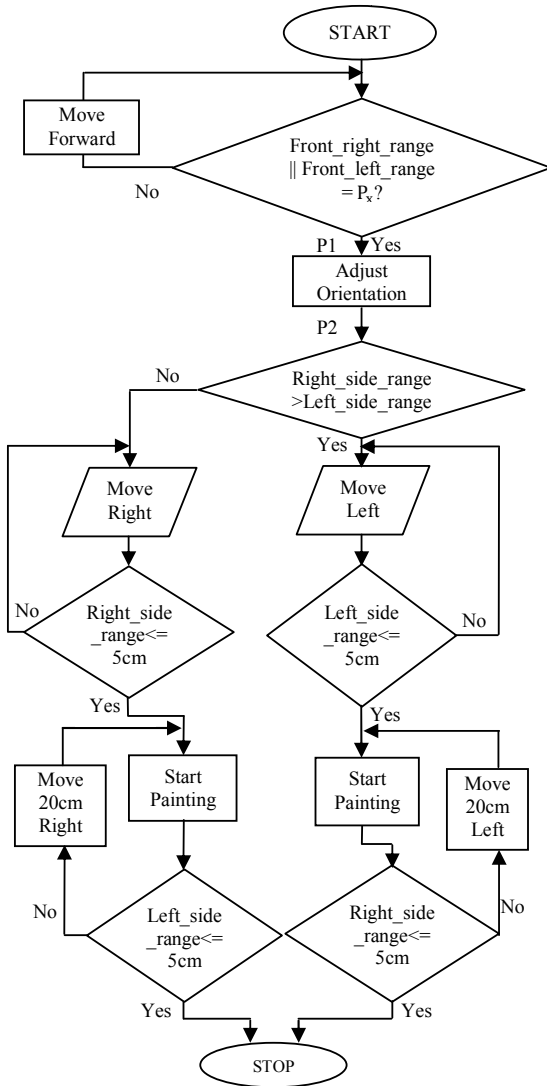 START
Move
Forward
Front_right_range
|| Front_left_range
= Px?
No
P1
Yes
Adjust
Orientation
P2
No
Right_side_range
>Left_side_range
Yes
Move
Right
Move
Left
No
Right_side
_range<=
5cm
Left_side
_range<=
5cm
No
Yes
Yes
Move
20cm
Right
Start
Painting
Start
Painting
Move
20cm
Left
No
Left_side
_range<=
5cm
Right_side
_range<=
5cm
No
Yes
Yes
STOP